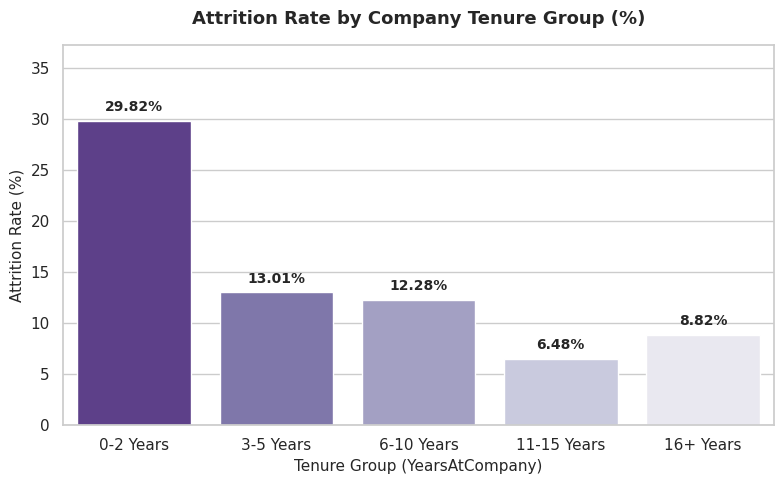 Attrition Rate by Company Tenure Group (%)
Attrition Rate (%)
35
30
25
20
15
10
5
0
29.82%
13.01%
12.28%
6.48%
8.82%
0-2 Years
3-5 Years
6-10 Years
11-15 Years
16+ Years
Tenure Group (YearsAtCompany)